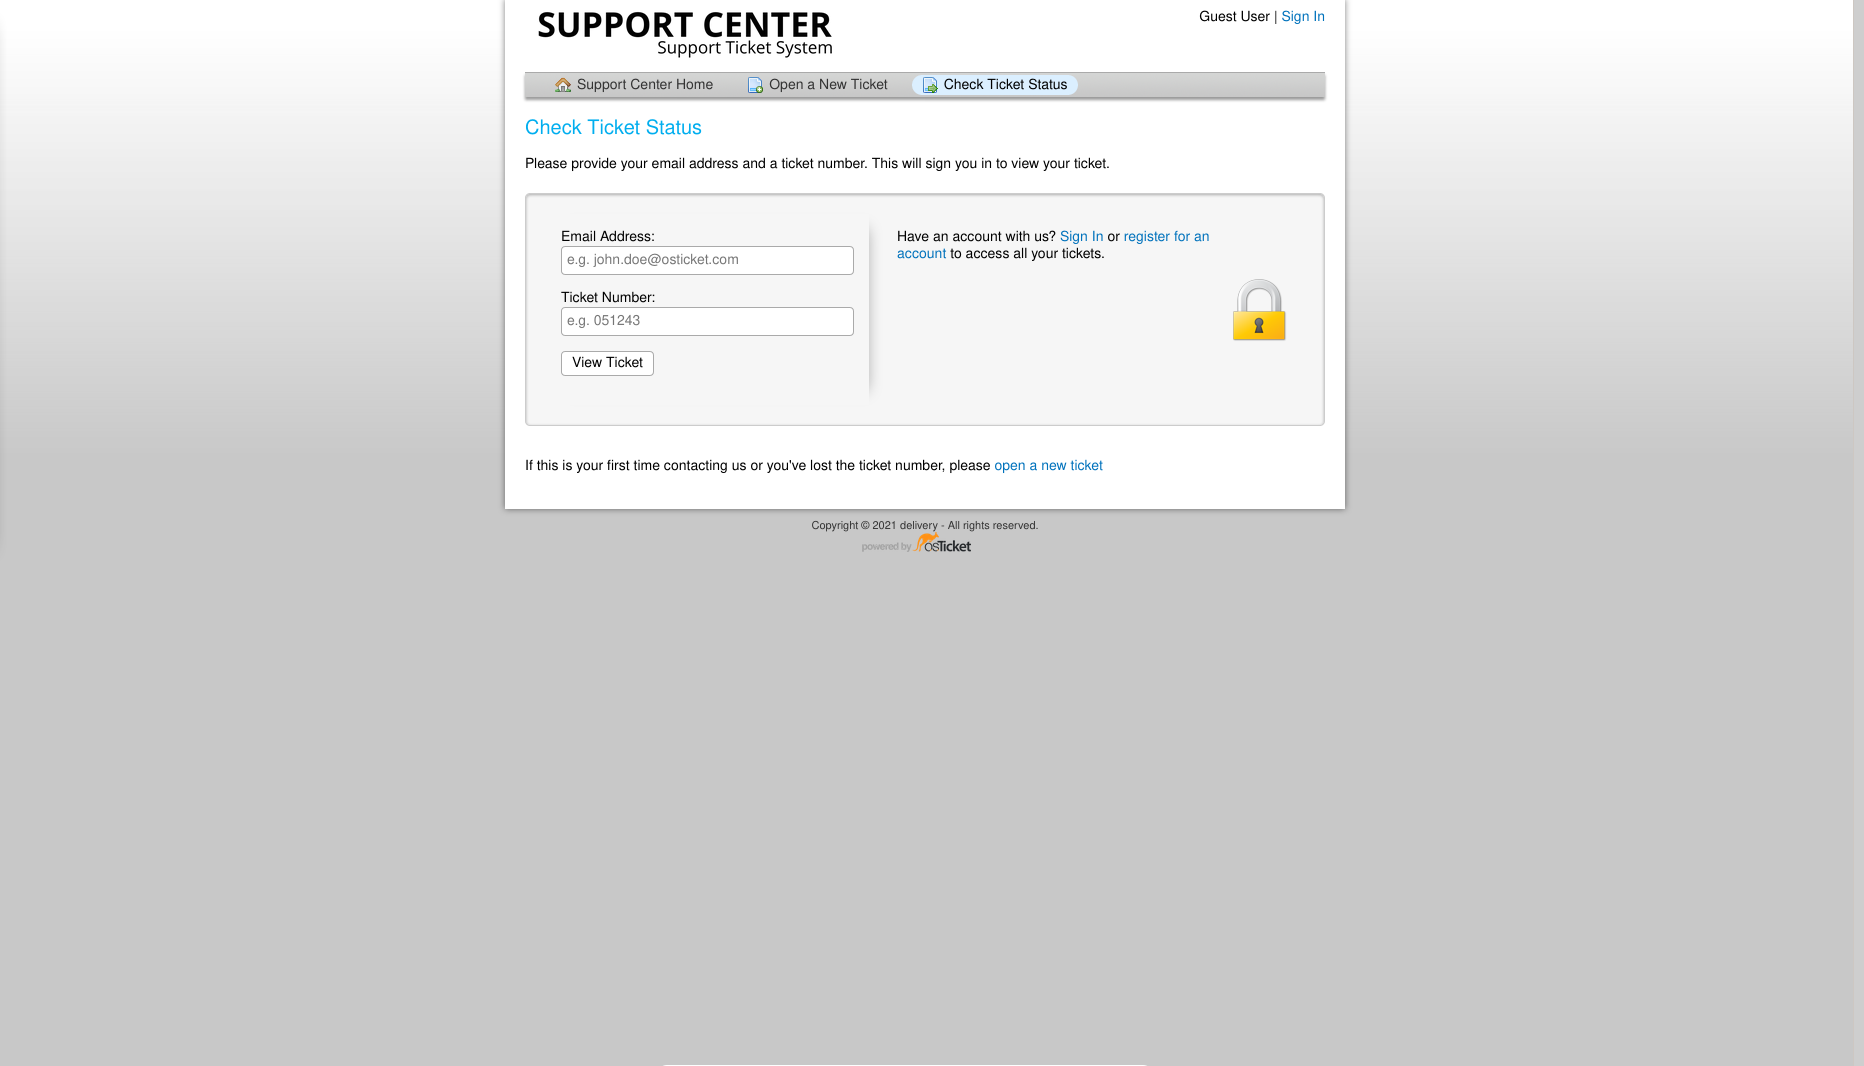 SUPPORT CENTER
Support Ticket System
Guest User | Sign In
Support Center Home
Open a New Ticket
Check Ticket Status
Check Ticket Status
Please provide your email address and a ticket number. This will sign you in to view your ticket.
Email Address:
e.g. john.doe@osticket.com
Ticket Number:
e.g. 051243
View Ticket
Have an account with us? Sign In or register for an
account to access all your tickets.
If this is your first time contacting us or you've lost the ticket number, please open a new ticket
Copyright © 2021 delivery - All rights reserved.
powered by osTicket